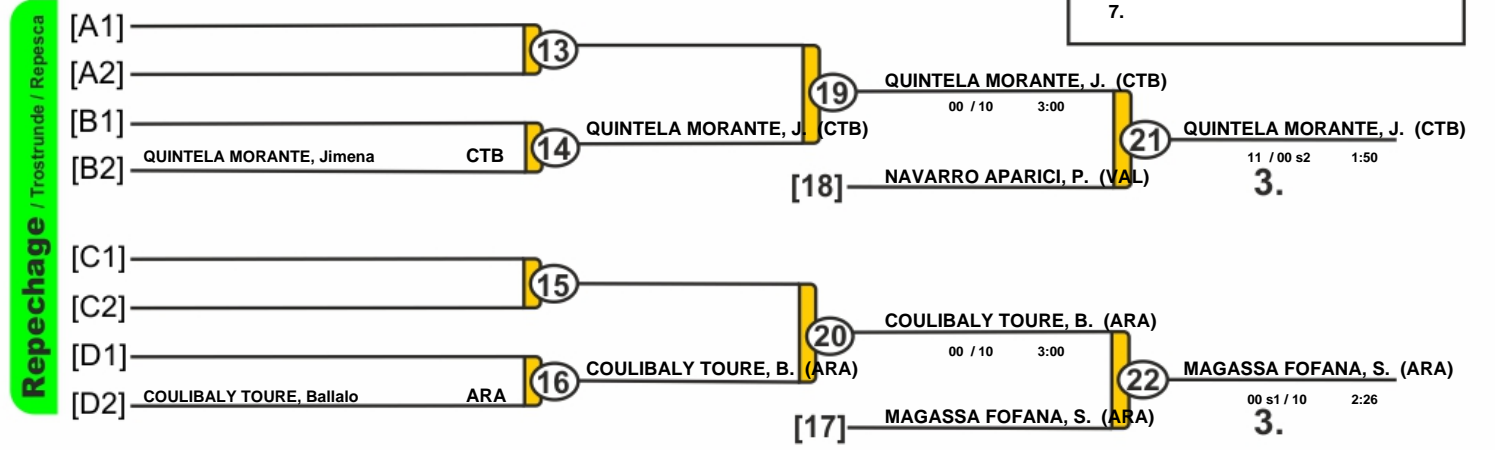 7.
Repechage / Trostrunde / Repesca
[A1]
[A2]
13
[B1]
[B2] QUINTELA MORANTE, Jimena CTB
14
QUINTELA MORANTE, J. (CTB)
19
QUINTELA MORANTE, J. (CTB)
00 / 10 3:00
[18] NAVARRO APARICI, P. (VAL)
21
QUINTELA MORANTE, J. (CTB)
11 / 00 s2 1:50
3.
[C1]
[C2]
15
[D1]
[D2] COULIBALY TOURE, Ballalo ARA
16
COULIBALY TOURE, B. (ARA)
20
COULIBALY TOURE, B. (ARA)
00 / 10 3:00
[17] MAGASSA FOFANA, S. (ARA)
22
MAGASSA FOFANA, S. (ARA)
00 s1 / 10 2:26
3.